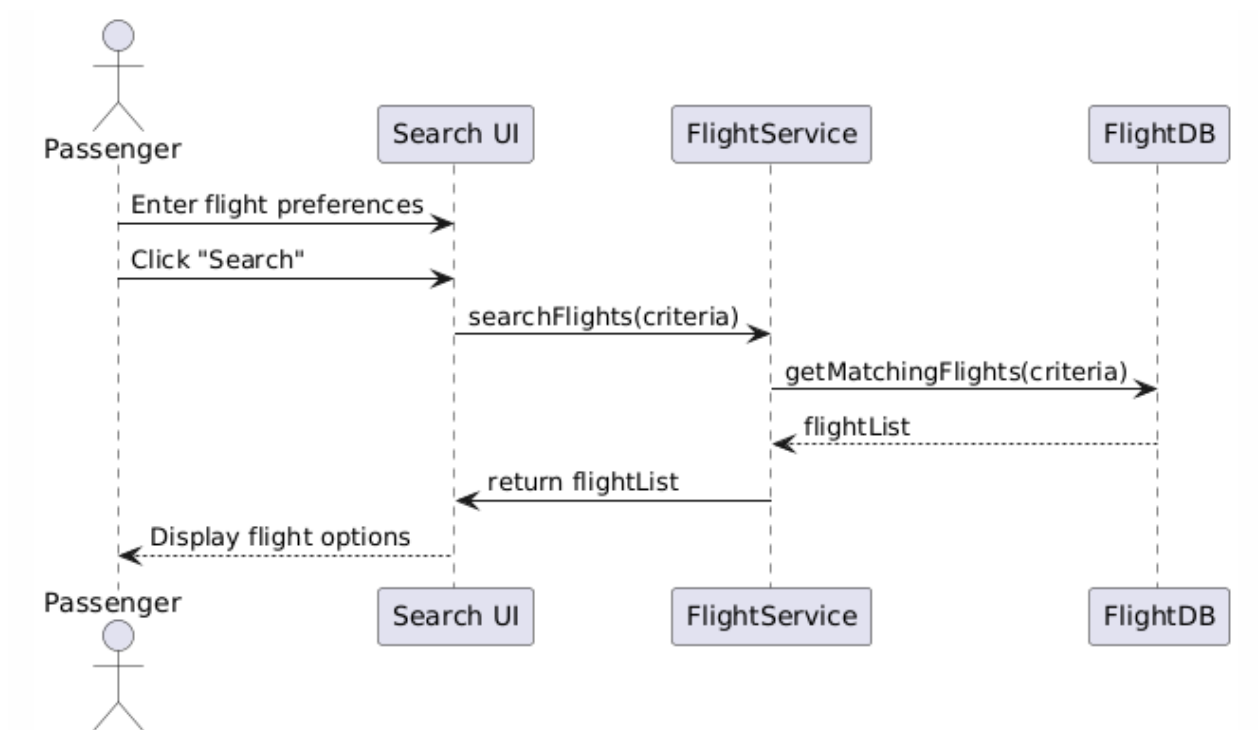 Passenger
Search UI
FlightService
FlightDB
Enter flight preferences
Click "Search"
searchFlights(criteria)
getMatchingFlights(criteria)
flightList
return flightList
Display flight options
Passenger
Search UI
FlightService
FlightDB